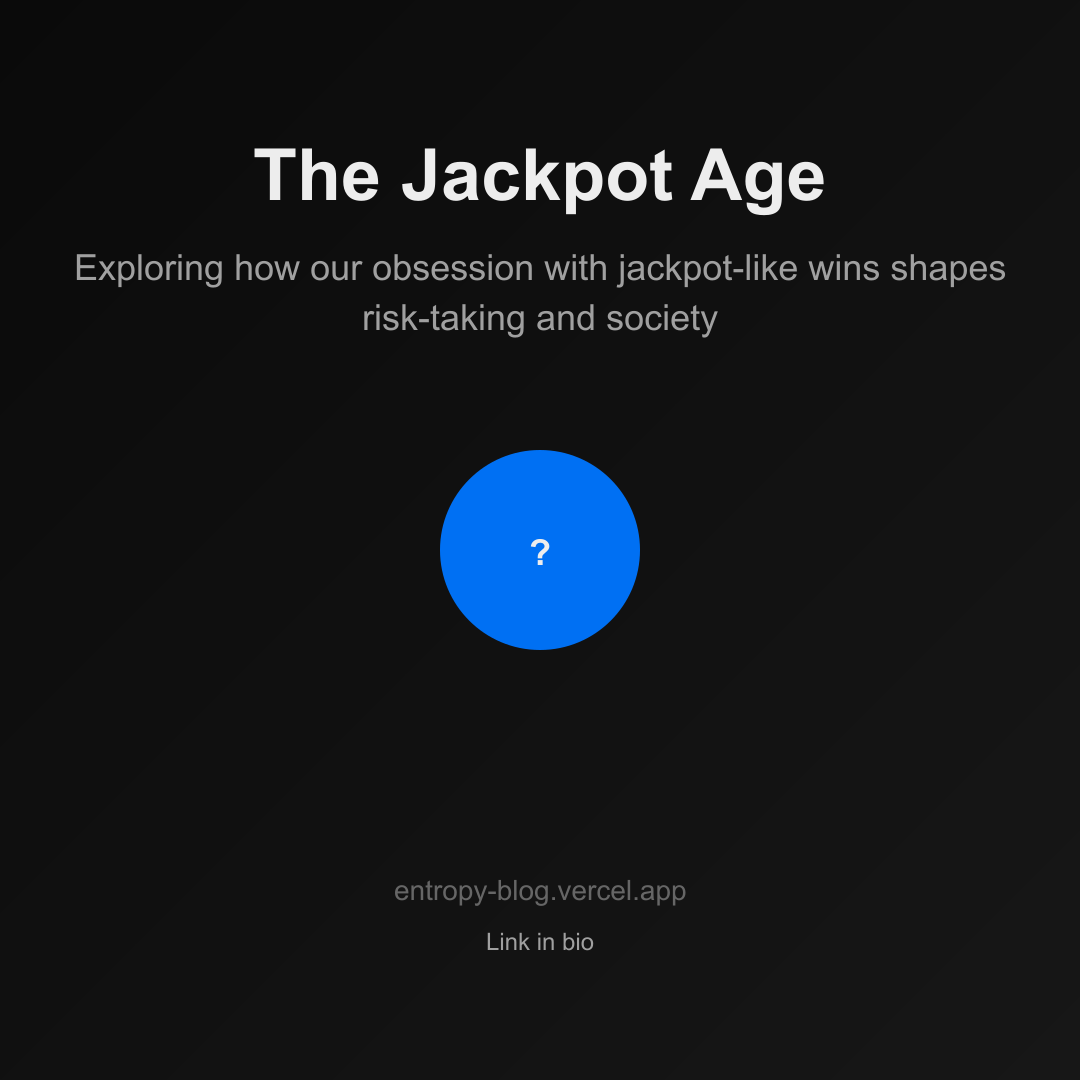 The Jackpot Age
Exploring how our obsession with jackpot-like wins shapes
risk-taking and society
?
entropy-blog.vercel.app
Link in bio